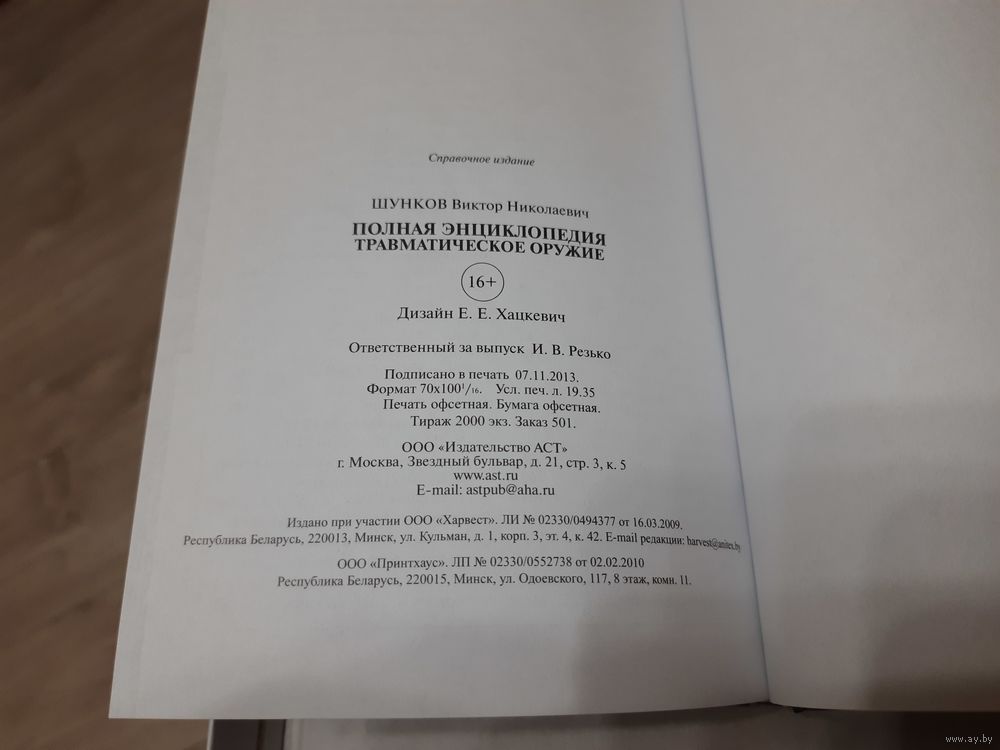 Справочное издание
ШУНКОВ Виктор Николаевич
ПОЛНАЯ ЭНЦИКЛОПЕДИЯ
ТРАВМАТИЧЕСКОЕ ОРУЖИЕ
16+
Дизайн Е. Е. Хацкевич
Ответственный за выпуск И. В. Резько
Подписано в печать 07.11.2013.
Формат 70x100¹/₁₆. Усл. печ. л. 19.35
Печать офсетная. Бумага офсетная.
Тираж 2000 экз. Заказ 501.
ООО «Издательство АСТ»
г. Москва, Звездный бульвар, д. 21, стр. 3, к. 5
www.ast.ru
E-mail: astpub@aha.ru
Издано при участии ООО «Харвест». ЛИ № 02330/0494377 от 16.03.2009.
Республика Беларусь, 220013, Минск, ул. Кульман, д. 1, корп. 3, эт. 4, к. 42. E-mail редакции: harvest@anitex.by
ООО «Принтхаус». ЛП № 02330/0552738 от 02.02.2010
Республика Беларусь, 220015, Минск, ул. Одоевского, 117, 8 этаж, комн. 11.
www.ay.by